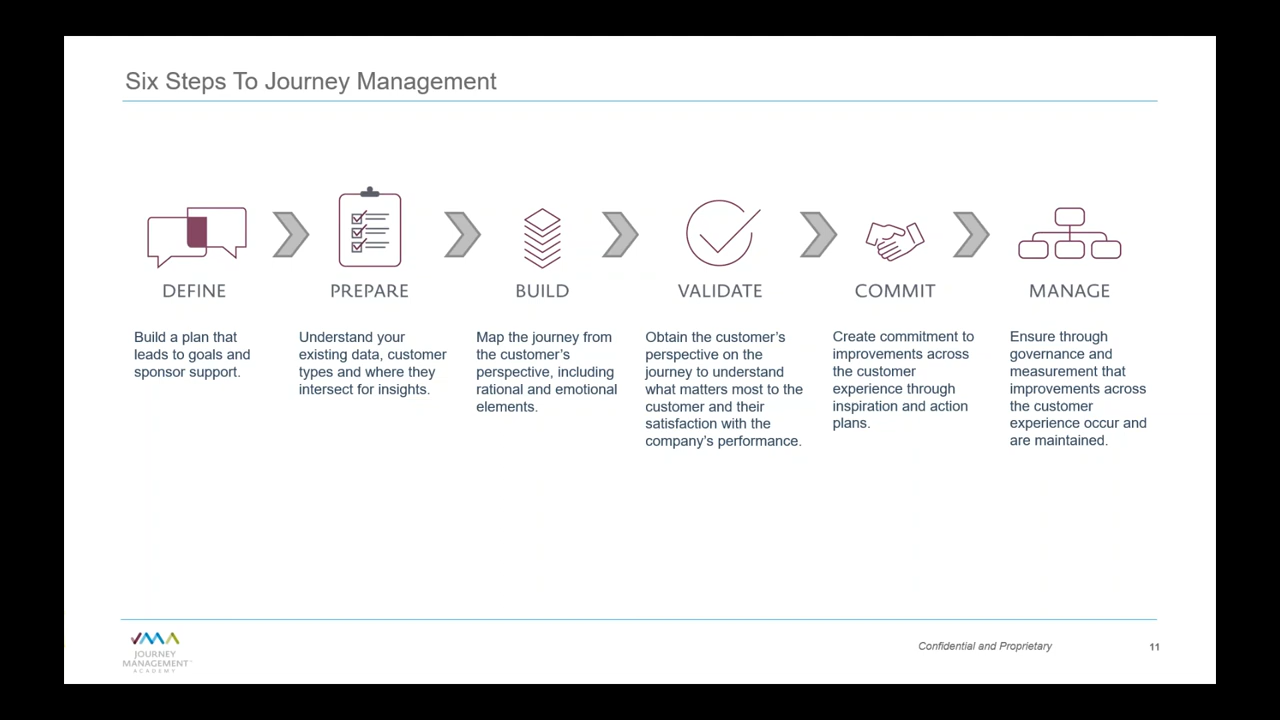 Six Steps To Journey Management
DEFINE
Build a plan that
leads to goals and
sponsor support.
PREPARE
Understand your
existing data, customer
types and where they
intersect for insights.
BUILD
Map the journey from
the customer's
perspective, including
rational and emotional
elements.
VALIDATE
Obtain the customer's
perspective on the
journey to understand
what matters most to the
customer and their
satisfaction with the
company's performance.
COMMIT
Create commitment to
improvements across
the customer
experience through
inspiration and action
plans.
MANAGE
Ensure through
governance and
measurement that
improvements across
the customer
experience occur and
are maintained.
JOURNEY
MANAGEMENT
ACADEMY
Confidential and Proprietary
11